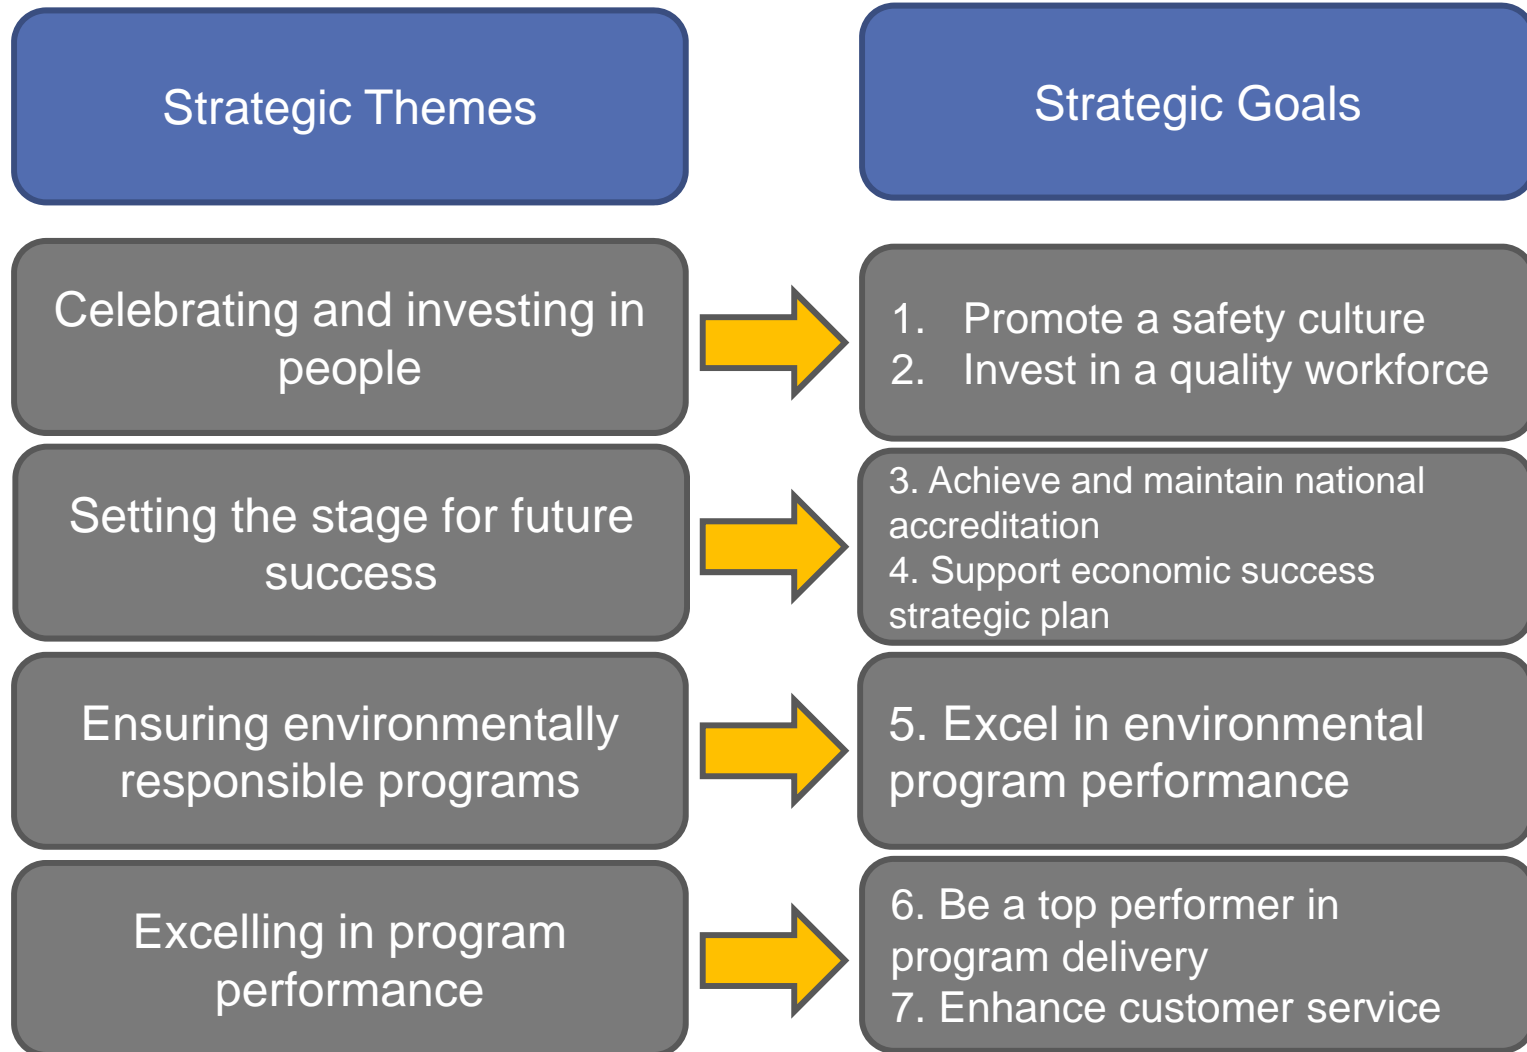 Strategic Themes
Strategic Goals
Celebrating and investing in
people
1. Promote a safety culture
2. Invest in a quality workforce
Setting the stage for future
success
3. Achieve and maintain national
accreditation
4. Support economic success
strategic plan
Ensuring environmentally
responsible programs
5. Excel in environmental
program performance
Excelling in program
performance
6. Be a top performer in
program delivery
7. Enhance customer service